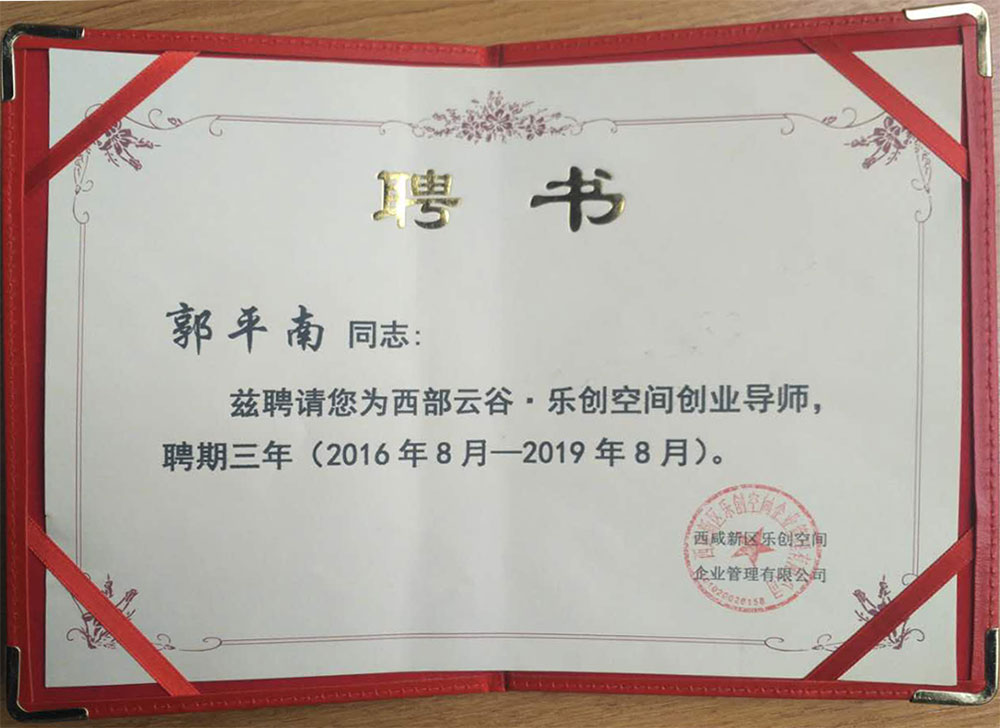 聘书
郭平南 同志：
兹聘请您为西部云谷·乐创空间创业导师，
聘期三年（2016年8月—2019年8月）。
西咸新区乐创空间
企业管理有限公司